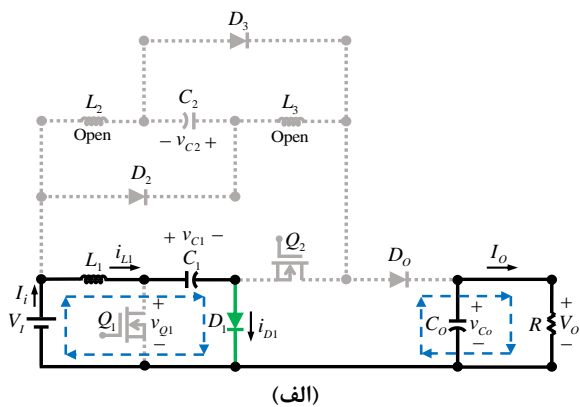 D3
L2
Open
C2
− vC2 +
L3
Open
D2
L1
iL1
+ vC1 −
C1
Q2
DO
IO
Ii
VI
Q1
+
vQ1
−
D1
iD1
CO
+
vCo
−
R
+
VO
−
(الف)